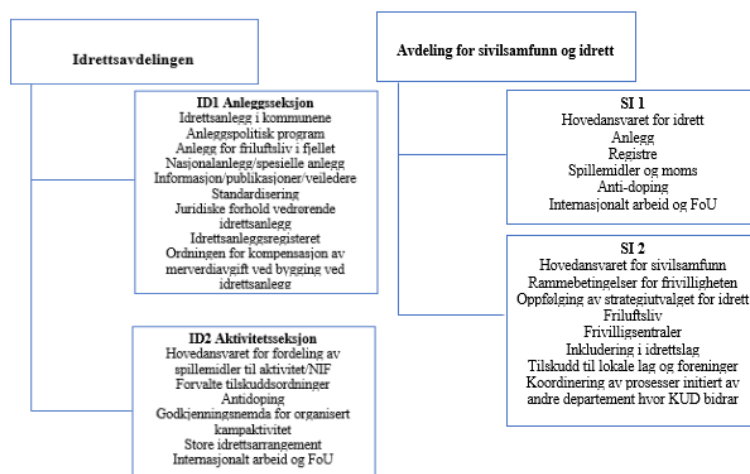 Idrettsavdelingen
ID1 Anleggsseksjon
Idrettsanlegg i kommunene
Anleggspolitisk program
Anlegg for friluftsliv i fjellet
Nasjonalanlegg/spesielle anlegg
Informasjon/publikasjoner/veiledere
Standardisering
Juridiske forhold vedrørende
idrettsanlegg
Idrettsanleggsregisteret
Ordningen for kompensasjon av
merverdiavgift ved bygging ved
idrettsanlegg
ID2 Aktivitetsseksjon
Hovedansvaret for fordeling av
spillemidler til aktivitet/NIF
Forvalte tilskuddsordninger
Antidoping
Godkjenningsnemda for organisert
kampaktivitet
Store idrettsarrangement
Internasjonalt arbeid og FoU
Avdeling for sivilsamfunn og idrett
SI 1
Hovedansvaret for idrett
Anlegg
Registre
Spillemidler og moms
Anti-doping
Internasjonalt arbeid og FoU
SI 2
Hovedansvaret for sivilsamfunn
Rammebetingelser for frivilligheten
Oppfølging av strategiutvalget for idrett
Friluftsliv
Frivilligsentraler
Inkludering i idrettslag
Tilskudd til lokale lag og foreninger
Koordinering av prosesser initiert av
andre departement hvor KUD bidrar